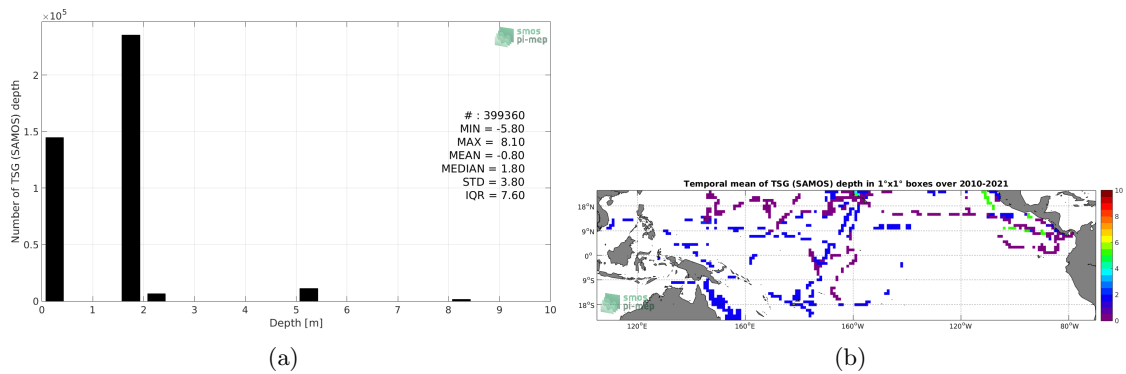 ×10⁵
smos
pi-mep
2
1.5
1
0.5
0
Number of TSG (SAMOS) depth
# : 399360
MIN = -5.80
MAX = 8.10
MEAN = -0.80
MEDIAN = 1.80
STD = 3.80
IQR = 7.60
0 1 2 3 4 5 6 7 8 9 10
Depth [m]
(a)
Temporal mean of TSG (SAMOS) depth in 1°x1° boxes over 2010-2021
18°N
9°N
0°
9°S
18°S
smos
pi-mep
120°E 160°E 160°W 120°W 80°W
10
8
6
4
2
0
(b)